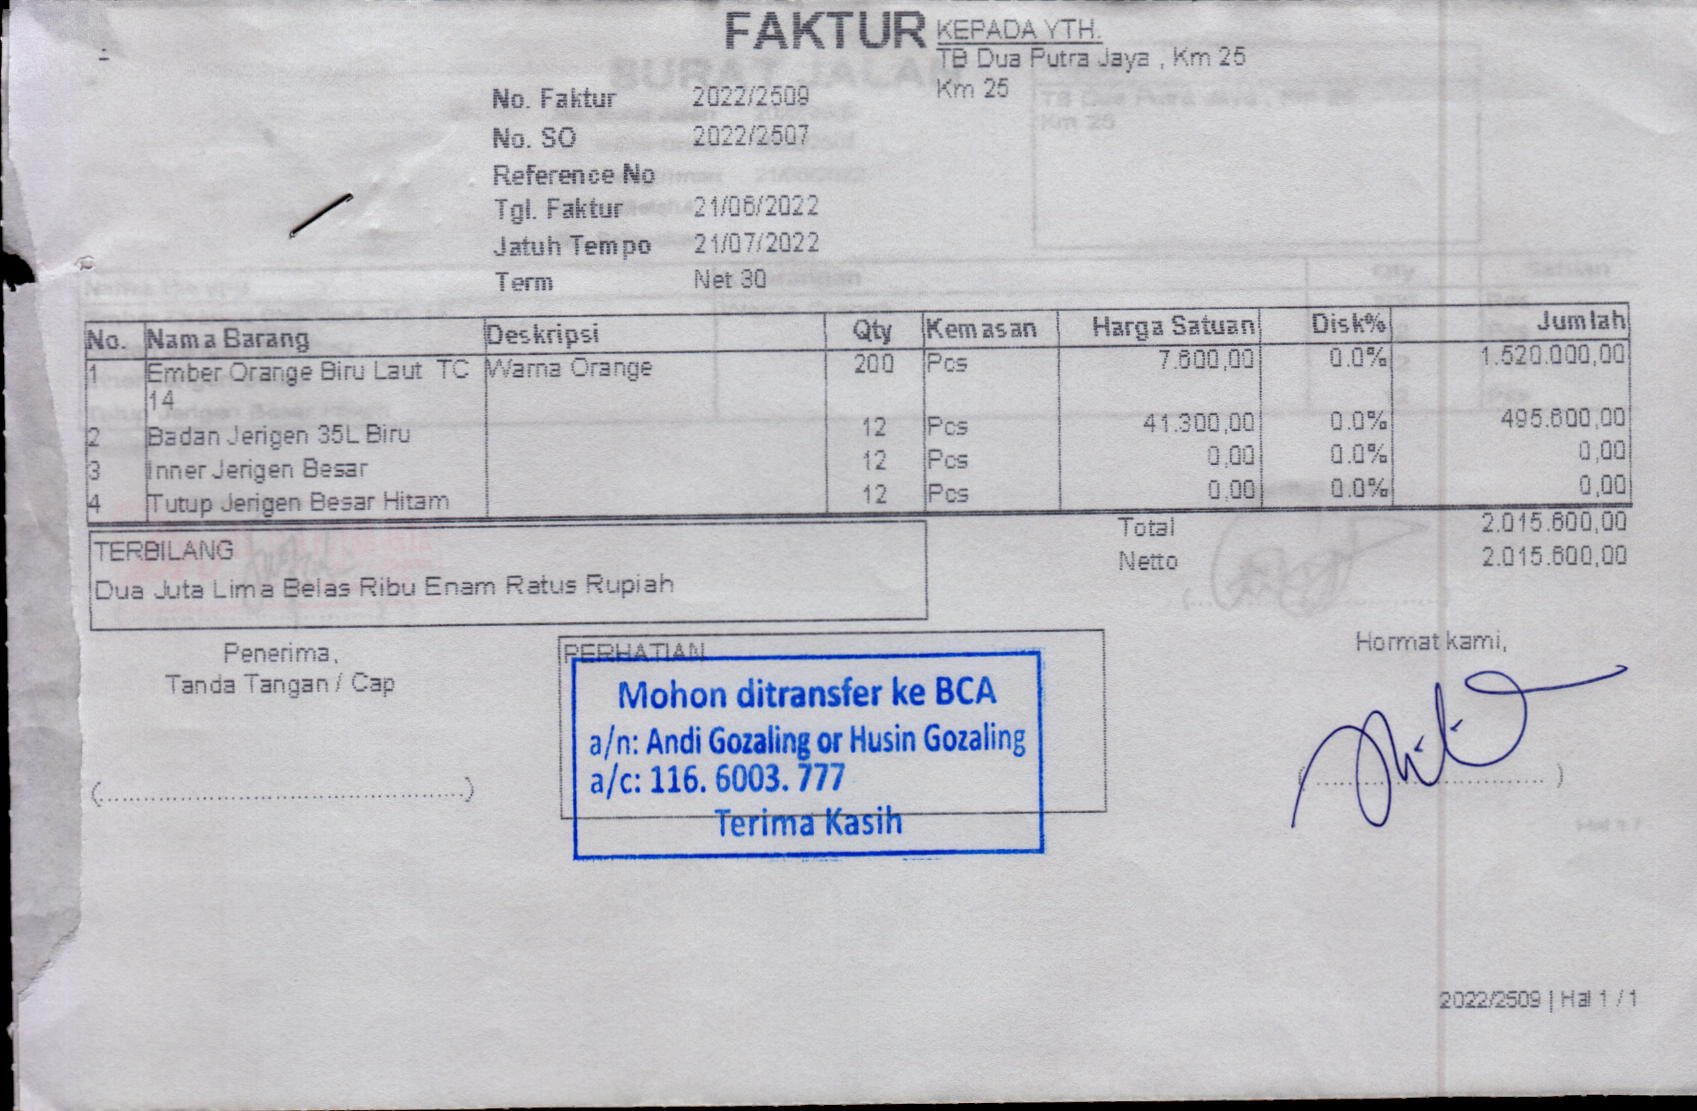 FAKTUR
KEPADA YTH.
TB Dua Putra Jaya , Km 25
Km 25
No. Faktur 2022/2509
No. SO 2022/2507
Reference No
Tgl. Faktur 21/06/2022
Jatuh Tempo 21/07/2022
Term Net 30
No. Nama Barang Deskripsi Qty Kemasan Harga Satuan Disk% Jumlah
1 Ember Orange Biru Laut TC Warna Orange 200 Pcs 7.600,00 0.0% 1.520.000,00
14
2 Badan Jerigen 35L Biru 12 Pcs 41.300,00 0.0% 495.600,00
3 Inner Jerigen Besar 12 Pcs 0,00 0.0% 0,00
4 Tutup Jerigen Besar Hitam 12 Pcs 0,00 0.0% 0,00
Total 2.015.600,00
Netto 2.015.600,00
TERBILANG
Dua Juta Lima Belas Ribu Enam Ratus Rupiah
Penerima,
Tanda Tangan / Cap
PERHATIAN
Mohon ditransfer ke BCA
a/n: Andi Gozaling or Husin Gozaling
a/c: 116. 6003. 777
Terima Kasih
Hormat kami,
2022/2509 | Hal 1 / 1